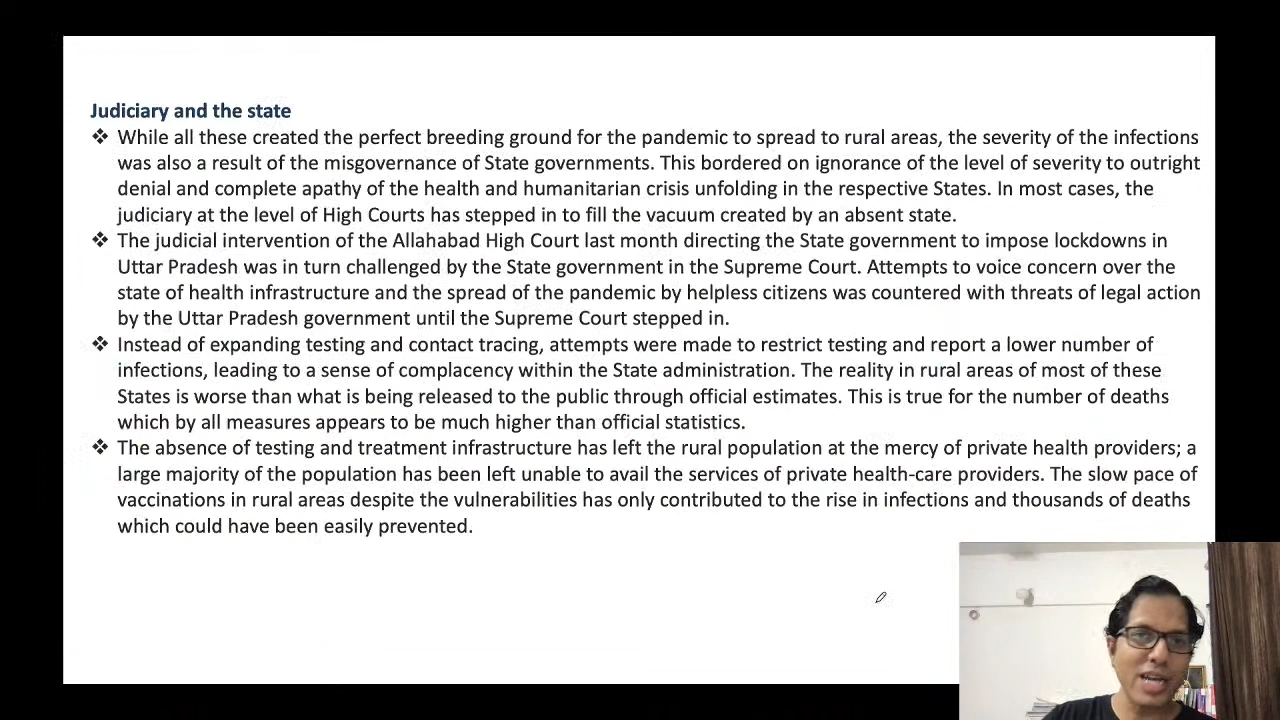 Judiciary and the state
❖ While all these created the perfect breeding ground for the pandemic to spread to rural areas, the severity of the infections
was also a result of the misgovernance of State governments. This bordered on ignorance of the level of severity to outright
denial and complete apathy of the health and humanitarian crisis unfolding in the respective States. In most cases, the
judiciary at the level of High Courts has stepped in to fill the vacuum created by an absent state.
❖ The judicial intervention of the Allahabad High Court last month directing the State government to impose lockdowns in
Uttar Pradesh was in turn challenged by the State government in the Supreme Court. Attempts to voice concern over the
state of health infrastructure and the spread of the pandemic by helpless citizens was countered with threats of legal action
by the Uttar Pradesh government until the Supreme Court stepped in.
❖ Instead of expanding testing and contact tracing, attempts were made to restrict testing and report a lower number of
infections, leading to a sense of complacency within the State administration. The reality in rural areas of most of these
States is worse than what is being released to the public through official estimates. This is true for the number of deaths
which by all measures appears to be much higher than official statistics.
❖ The absence of testing and treatment infrastructure has left the rural population at the mercy of private health providers; a
large majority of the population has been left unable to avail the services of private health-care providers. The slow pace of
vaccinations in rural areas despite the vulnerabilities has only contributed to the rise in infections and thousands of deaths
which could have been easily prevented.